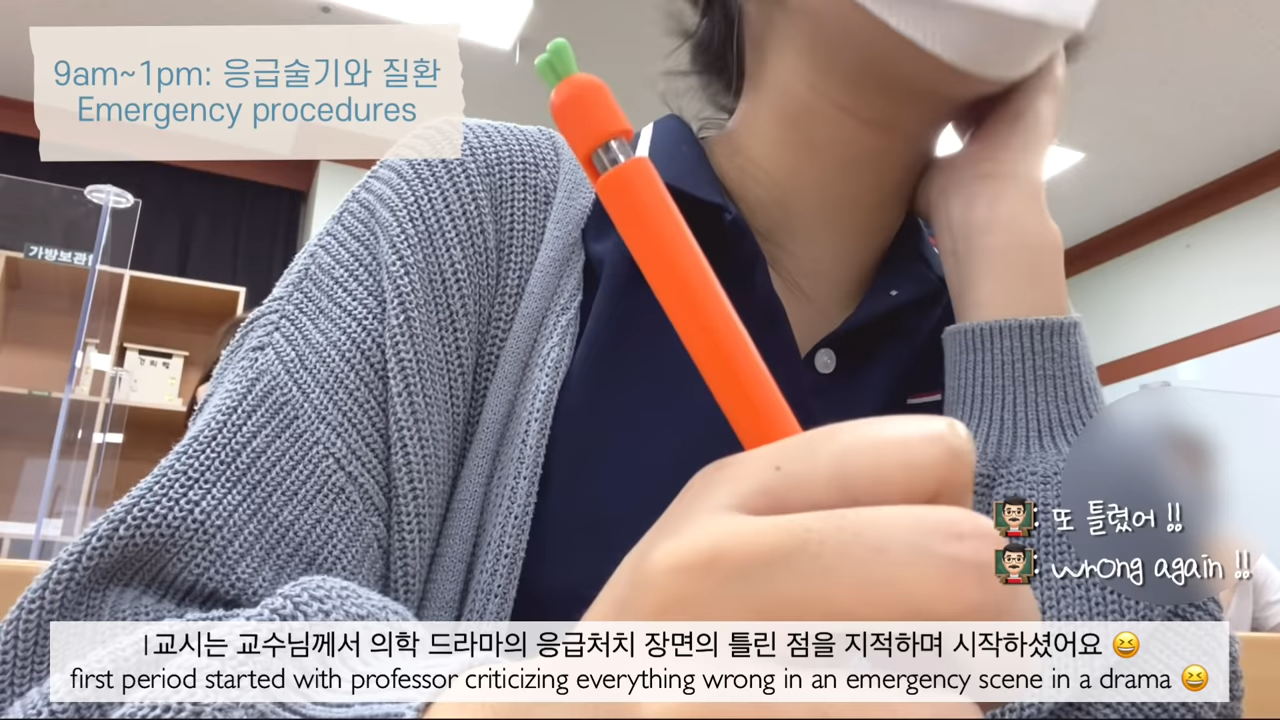 9am~1pm: 응급술기와 질환
Emergency procedures
가방보관
: 또 틀렸어 !!
: wrong again !!
1교시는 교수님께서 의학 드라마의 응급처치 장면의 틀린 점을 지적하며 시작하셨어요 😆
first period started with professor criticizing everything wrong in an emergency scene in a drama 😆